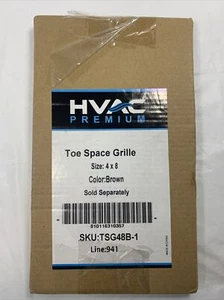 HVAC
PREMIUM
Toe Space Grille
Size: 4 x 8
Color:Brown
Sold Separately
810116310357
SKU:TSG48B-1
Line:941